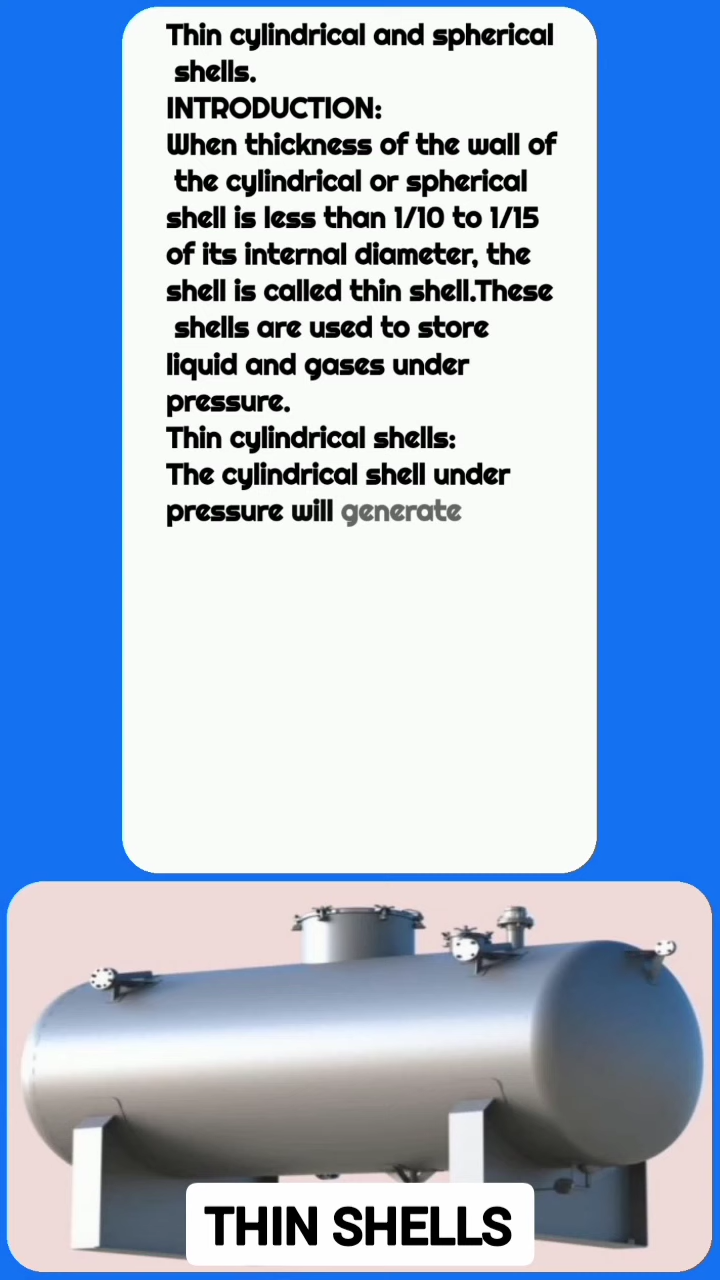 Thin cylindrical and spherical
shells.
INTRODUCTION:
When thickness of the wall of
the cylindrical or spherical
shell is less than 1/10 to 1/15
of its internal diameter, the
shell is called thin shell.These
shells are used to store
liquid and gases under
pressure.
Thin cylindrical shells:
The cylindrical shell under
pressure will generate
THIN SHELLS